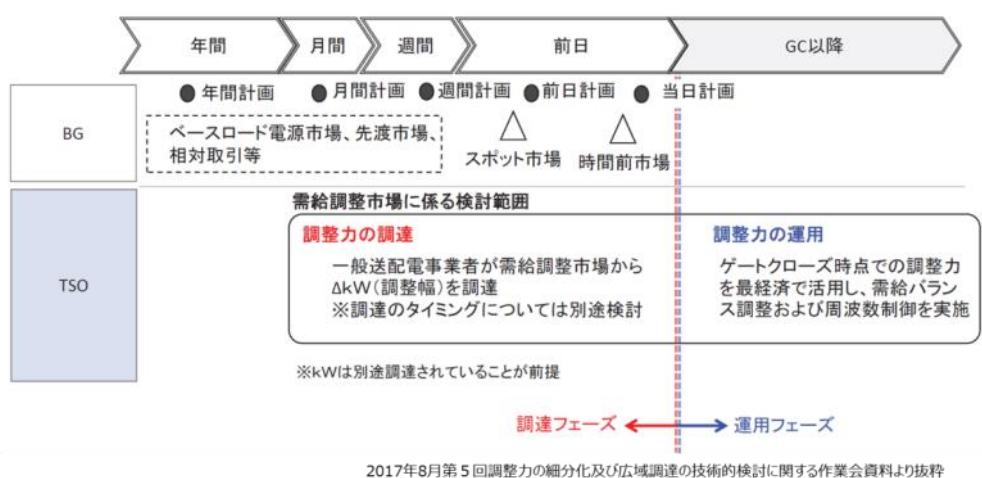 年間
月間
週間
前日
GC以降
BG
●年間計画
●月間計画
●週間計画
●前日計画
● 当日計画
ベースロード電源市場、先渡市場、
相対取引等
スポット市場
時間前市場
TSO
需給調整市場に係る検討範囲
調整力の調達
一般送配電事業者が需給調整市場から
ΔkW(調整幅)を調達
※調達のタイミングについては別途検討
調整力の運用
ゲートクローズ時点での調整力
を最経済で活用し、需給バラン
ス調整および周波数制御を実施
※kWは別途調達されていることが前提
調達フェーズ
運用フェーズ
2017年8月第5回調整力の細分化及び広域調達の技術的検討に関する作業会資料より抜粋